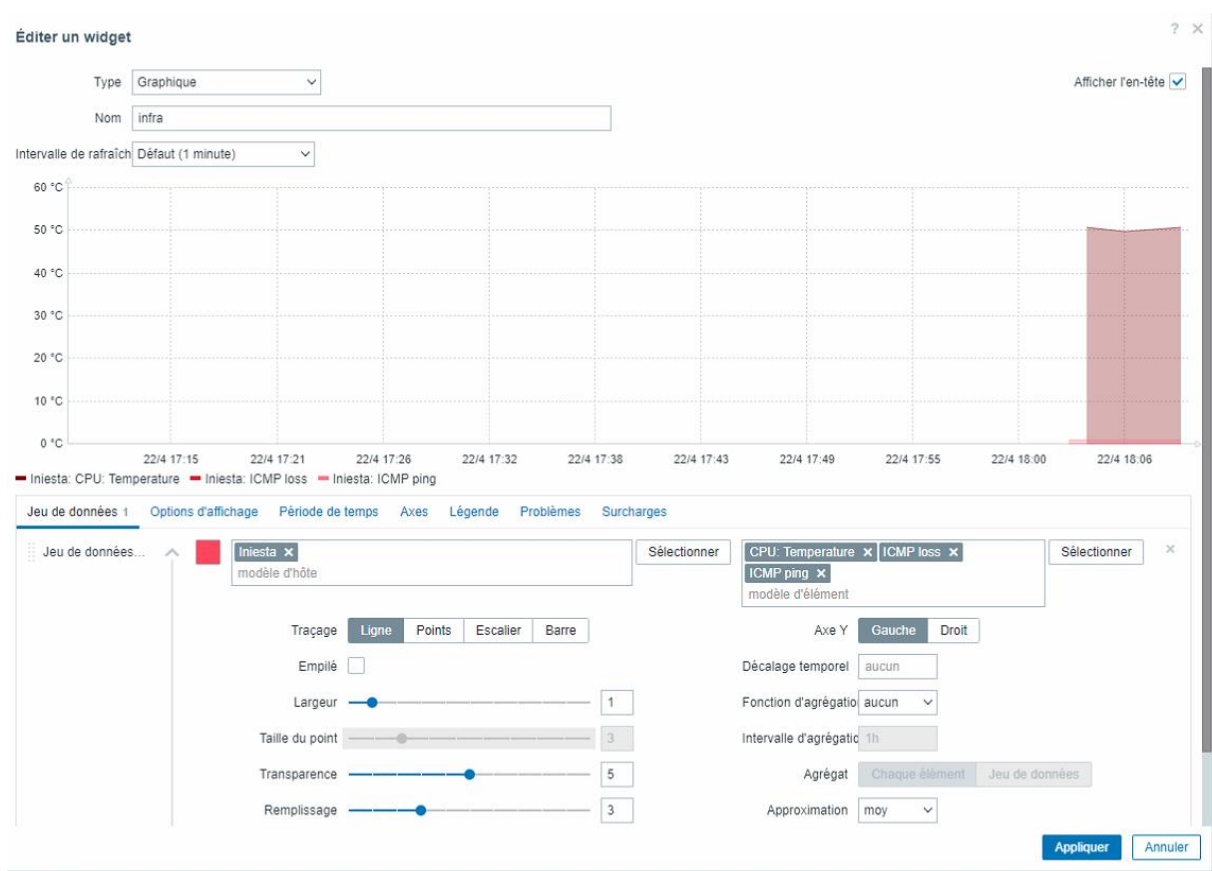 Éditer un widget
? ×
Type Graphique
Afficher l'en-tête
Nom infra
Intervalle de rafraîch Défaut (1 minute)
60 °C
50 °C
40 °C
30 °C
20 °C
10 °C
0 °C
22/4 17:15 22/4 17:21 22/4 17:26 22/4 17:32 22/4 17:38 22/4 17:43 22/4 17:49 22/4 17:55 22/4 18:00 22/4 18:06
Iniesta: CPU: Temperature Iniesta: ICMP loss Iniesta: ICMP ping
Jeu de données 1 Options d'affichage Période de temps Axes Légende Problèmes Surcharges
Jeu de données... Iniesta × Sélectionner CPU: Temperature × ICMP loss × Sélectionner ×
modèle d'hôte ICMP ping ×
modèle d'élément
Traçage Ligne Points Escalier Barre Axe Y Gauche Droit
Empilé Décalage temporel aucun
Largeur 1 Fonction d'agrégatio aucun
Taille du point 3 Intervalle d'agrégatio 1h
Transparence 5 Agrégat Chaque élément Jeu de données
Remplissage 3 Approximation moy
Appliquer Annuler